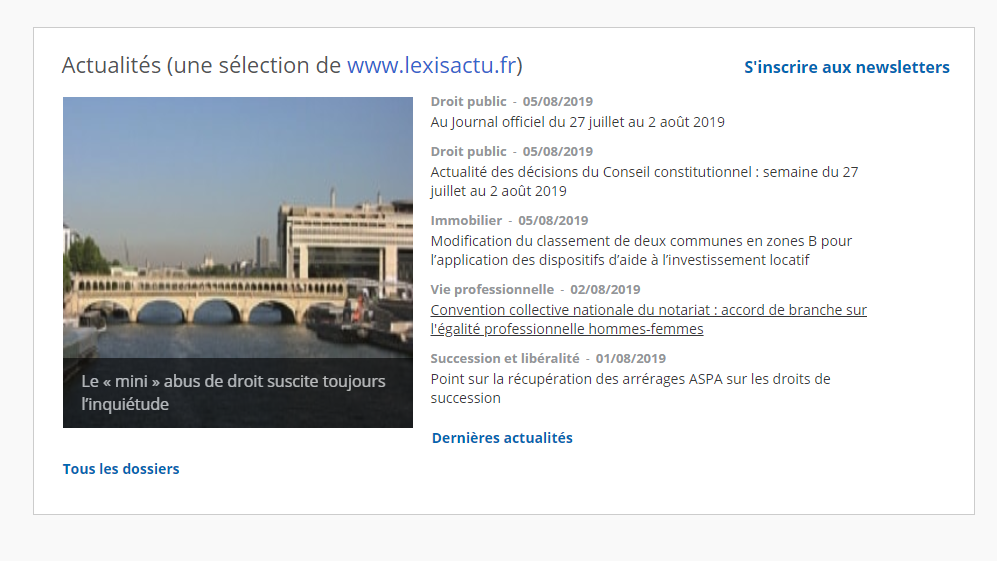 Actualités (une sélection de www.lexisactu.fr)
S'inscrire aux newsletters
Le « mini » abus de droit suscite toujours
l’inquiétude
Tous les dossiers
Droit public - 05/08/2019
Au Journal officiel du 27 juillet au 2 août 2019
Droit public - 05/08/2019
Actualité des décisions du Conseil constitutionnel : semaine du 27
juillet au 2 août 2019
Immobilier - 05/08/2019
Modification du classement de deux communes en zones B pour
l’application des dispositifs d’aide à l’investissement locatif
Vie professionnelle - 02/08/2019
Convention collective nationale du notariat : accord de branche sur
l'égalité professionnelle hommes-femmes
Succession et libéralité - 01/08/2019
Point sur la récupération des arrérages ASPA sur les droits de
succession
Dernières actualités